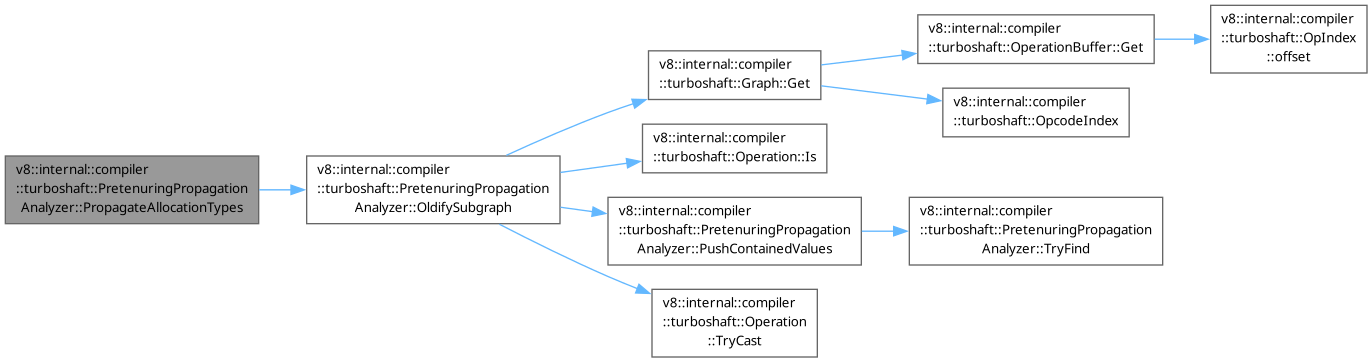 v8::internal::compiler
::turboshaft::PretenuringPropagation
Analyzer::PropagateAllocationTypes
v8::internal::compiler
::turboshaft::PretenuringPropagation
Analyzer::OldifySubgraph
v8::internal::compiler
::turboshaft::Graph::Get
v8::internal::compiler
::turboshaft::OperationBuffer::Get
v8::internal::compiler
::turboshaft::OpIndex
::offset
v8::internal::compiler
::turboshaft::OpcodeIndex
v8::internal::compiler
::turboshaft::Operation::Is
v8::internal::compiler
::turboshaft::PretenuringPropagation
Analyzer::PushContainedValues
v8::internal::compiler
::turboshaft::PretenuringPropagation
Analyzer::TryFind
v8::internal::compiler
::turboshaft::Operation
::TryCast